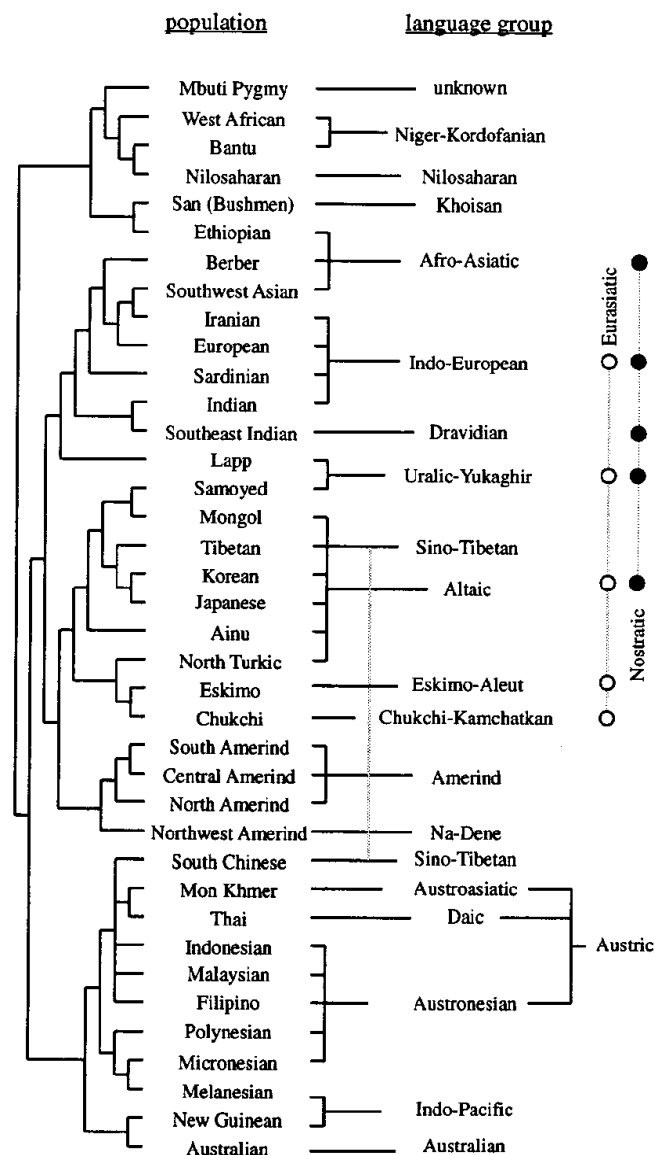 population language group
Mbuti Pygmy unknown
West African
Niger-Kordofanian
Bantu
Nilosaharan Nilosaharan
San (Bushmen) Khoisan
Ethiopian
Berber Afro-Asiatic
Southwest Asian
Iranian
European
Indo-European
Sardinian
Indian
Southeast Indian Dravidian
Lapp
Uralic-Yukaghir
Samoyed
Mongol
Tibetan Sino-Tibetan
Korean
Altaic
Japanese
Ainu
North Turkic
Eskimo Eskimo-Aleut
Chukchi Chukchi-Kamchatkan
South Amerind
Central Amerind Amerind
North Amerind
Northwest Amerind Na-Dene
South Chinese Sino-Tibetan
Mon Khmer Austroasiatic
Thai Daic
Indonesian
Austric
Malaysian
Filipino Austronesian
Polynesian
Micronesian
Melanesian
Indo-Pacific
New Guinean
Australian Australian
Eurasiatic
Nostratic